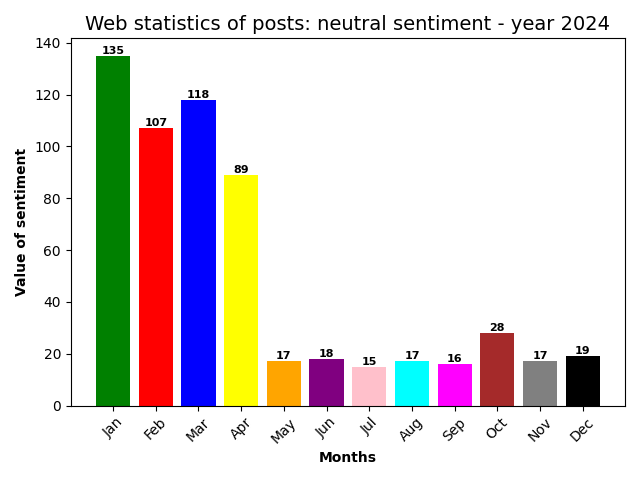 Web statistics of posts: neutral sentiment - year 2024
140
120
100
80
60
40
20
0
Value of sentiment
135
107
118
89
17
18
15
17
16
28
17
19
Jan
Feb
Mar
Apr
May
Jun
Jul
Aug
Sep
Oct
Nov
Dec
Months